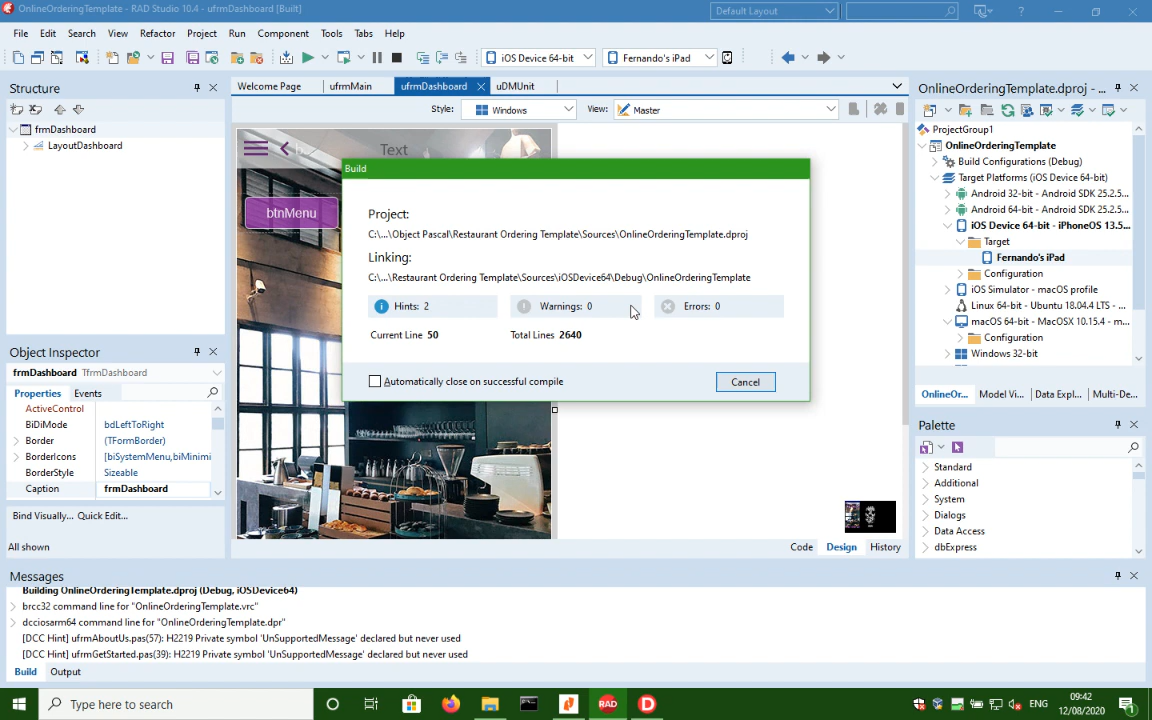 OnlineOrderingTemplate - RAD Studio 10.4 - ufrmDashboard [Built]
Default Layout
File Edit Search View Refactor Project Run Component Tools Tabs Help
iOS Device 64-bit
Fernando's iPad
Structure
frmDashboard
LayoutDashboard
Welcome Page ufrmMain ufrmDashboard uDMUnit
Style: Windows View: Master
Text
btnMenu
Build
Project:
C:\...\Object Pascal\Restaurant Ordering Template\Sources\OnlineOrderingTemplate.dproj
Linking:
C:\...\Restaurant Ordering Template\Sources\iOSDevice64\Debug\OnlineOrderingTemplate
Hints: 2 Warnings: 0 Errors: 0
Current Line 50 Total Lines 2640
Automatically close on successful compile
Cancel
Code Design History
OnlineOrderingTemplate.dproj - ...
ProjectGroup1
OnlineOrderingTemplate
Build Configurations (Debug)
Target Platforms (iOS Device 64-bit)
Android 32-bit - Android SDK 25.2.5...
Android 64-bit - Android SDK 25.2.5...
iOS Device 64-bit - iPhoneOS 13.5...
Target
Fernando's iPad
Configuration
iOS Simulator - macOS profile
Linux 64-bit - Ubuntu 18.04.4 LTS - ...
macOS 64-bit - MacOSX 10.15.4 - m...
Configuration
Windows 32-bit
OnlineOr... Model Vi... Data Expl... Multi-De...
Palette
Standard
Additional
System
Dialogs
Data Access
dbExpress
Object Inspector
frmDashboard TfrmDashboard
Properties Events
ActiveControl
BiDiMode bdLeftToRight
Border (TFormBorder)
BorderIcons [biSystemMenu,biMinimi
BorderStyle Sizeable
Caption frmDashboard
Bind Visually... Quick Edit...
All shown
Messages
Building OnlineOrderingTemplate.dproj (Debug, iOSDevice64)
brcc32 command line for "OnlineOrderingTemplate.vrc"
dcciosarm64 command line for "OnlineOrderingTemplate.dpr"
[DCC Hint] ufrmAboutUs.pas(57): H2219 Private symbol 'UnSupportedMessage' declared but never used
[DCC Hint] ufrmGetStarted.pas(39): H2219 Private symbol 'UnSupportedMessage' declared but never used
Build Output
Type here to search
RAD
D
ENG
09:42
12/08/2020
1